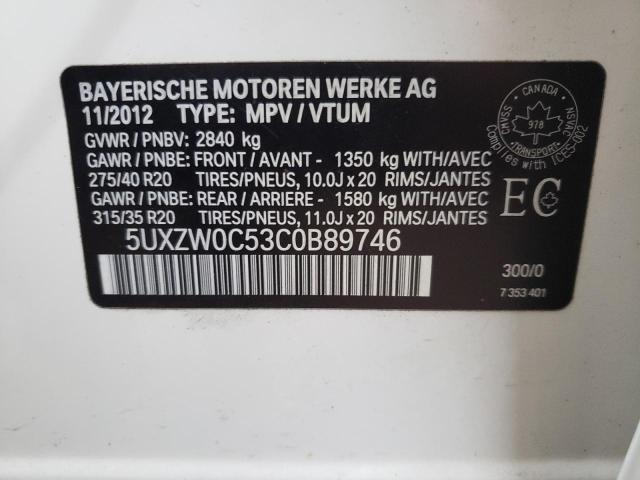 BAYERISCHE MOTOREN WERKE AG
11/2012 TYPE: MPV / VTUM
GVWR / PNBV: 2840 kg
GAWR / PNBE: FRONT / AVANT - 1350 kg WITH/AVEC
275/40 R20 TIRES/PNEUS, 10.0J x 20 RIMS/JANTES
GAWR / PNBE: REAR / ARRIERE - 1580 kg WITH/AVEC
315/35 R20 TIRES/PNEUS, 11.0J x 20 RIMS/JANTES
5UXZW0C53C0B89746
CANADA
CMVSS
NSVAC
978
TRANSPORT
Complies with ICES-002
EC
300/0
7 353 401